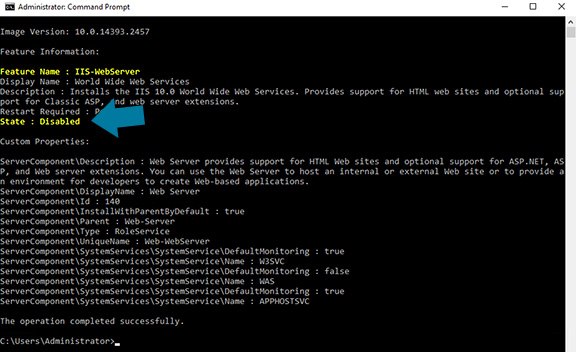 Administrator: Command Prompt
Image Version: 10.0.14393.2457
Feature Information:
Feature Name : IIS-WebServer
Display Name : World Wide Web Services
Description : Installs the IIS 10.0 World Wide Web Services. Provides support for HTML web sites and optional sup
port for Classic ASP, and web server extensions.
Restart Required :
State : Disabled
Custom Properties:
ServerComponent\Description : Web Server provides support for HTML Web sites and optional support for ASP.NET, AS
P, and Web server extensions. You can use the Web Server to host an internal or external Web site or to provide a
n environment for developers to create Web-based applications.
ServerComponent\DisplayName : Web Server
ServerComponent\Id : 140
ServerComponent\InstallWithParentByDefault : true
ServerComponent\Parent : Web-Server
ServerComponent\Type : RoleService
ServerComponent\UniqueName : Web-WebServer
ServerComponent\SystemServices\SystemService\DefaultMonitoring : true
ServerComponent\SystemServices\SystemService\Name : W3SVC
ServerComponent\SystemServices\SystemService\DefaultMonitoring : false
ServerComponent\SystemServices\SystemService\Name : WAS
ServerComponent\SystemServices\SystemService\DefaultMonitoring : true
ServerComponent\SystemServices\SystemService\Name : APPHOSTSVC
The operation completed successfully.
C:\Users\Administrator>_